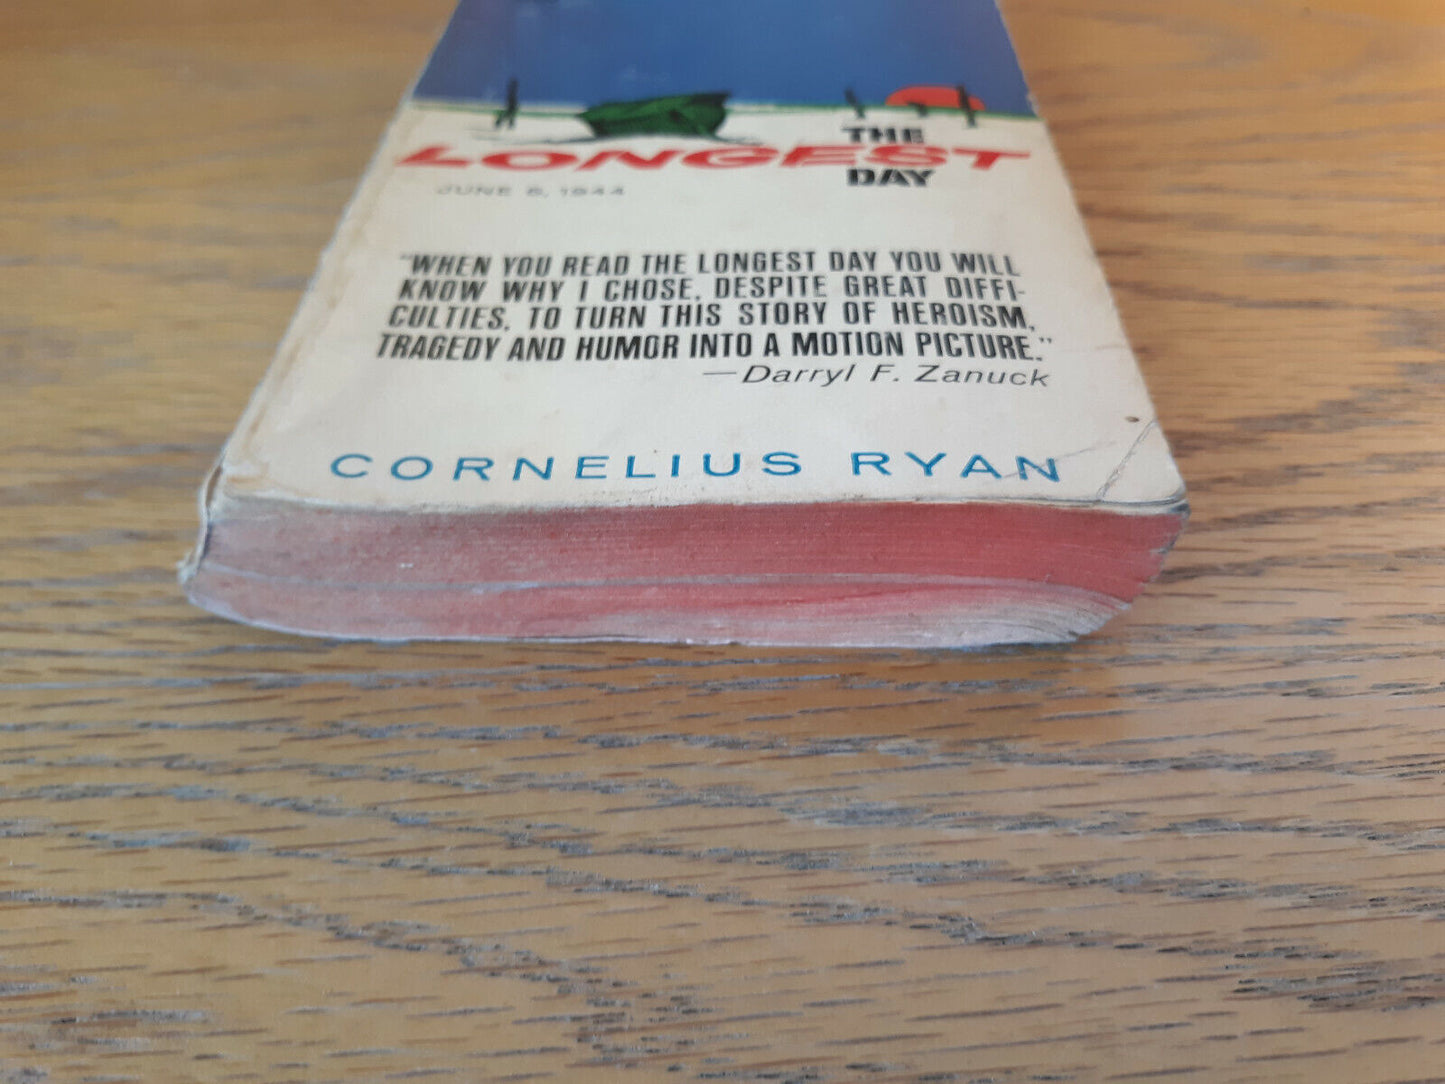 THE
LONGEST
DAY
JUNE 6, 1944
"WHEN YOU READ THE LONGEST DAY YOU WILL
KNOW WHY I CHOSE, DESPITE GREAT DIFFI-
CULTIES, TO TURN THIS STORY OF HEROISM,
TRAGEDY AND HUMOR INTO A MOTION PICTURE."
—Darryl F. Zanuck
CORNELIUS RYAN